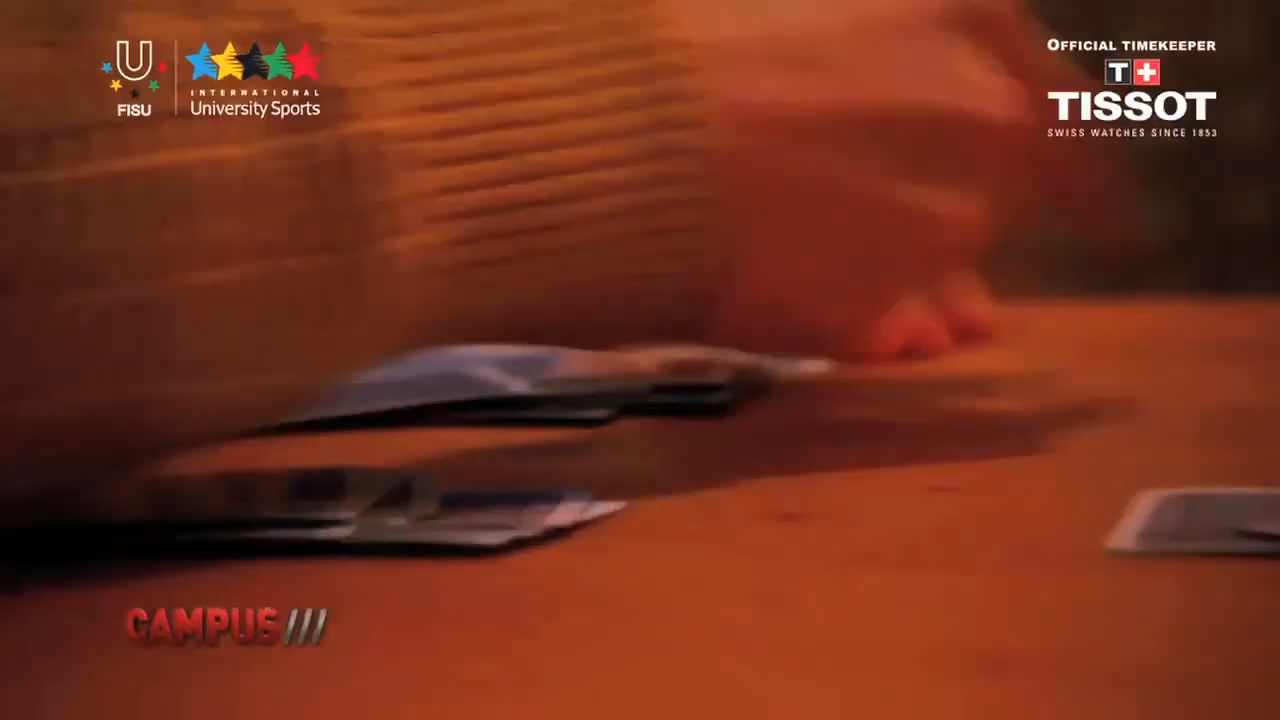 U
FISU
INTERNATIONAL
University Sports
OFFICIAL TIMEKEEPER
T+
TISSOT
SWISS WATCHES SINCE 1853
CAMPUS///